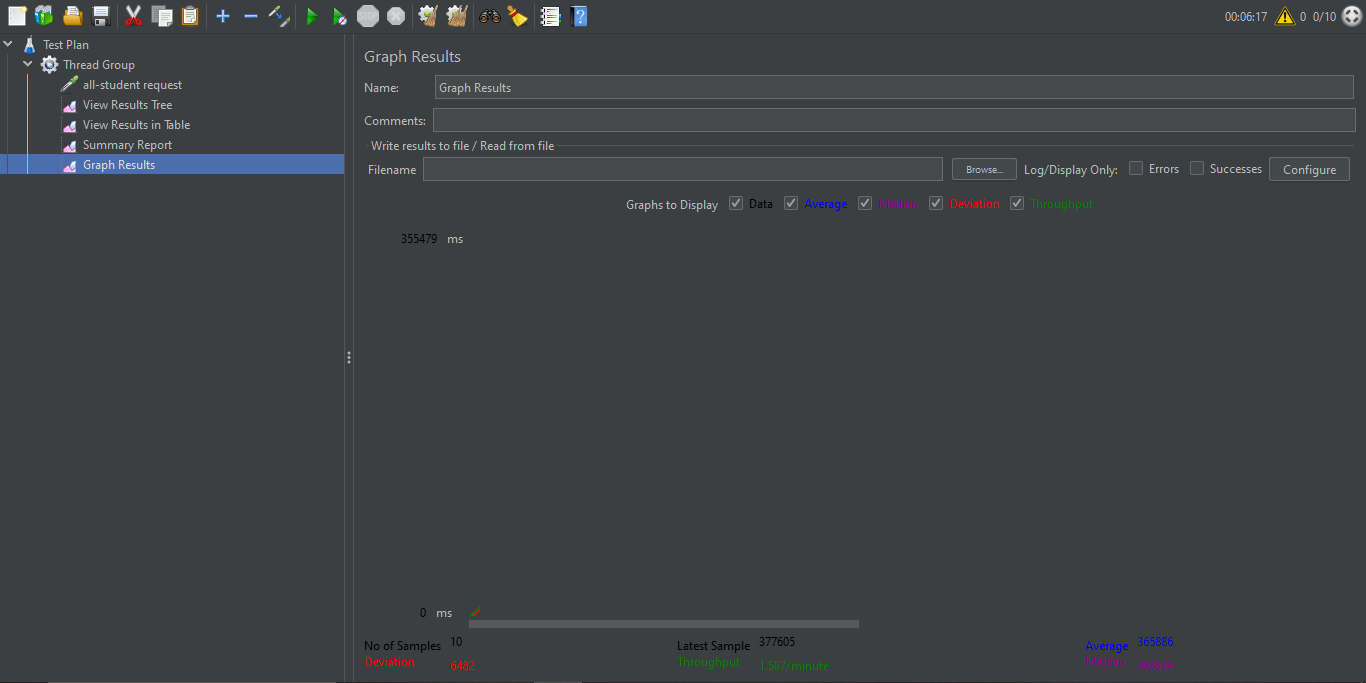 00:06:17 0 0/10
Test Plan
Thread Group
all-student request
View Results Tree
View Results in Table
Summary Report
Graph Results
Graph Results
Name: Graph Results
Comments:
Write results to file / Read from file
Filename Browse... Log/Display Only: Errors Successes Configure
Graphs to Display Data Average Median Deviation Throughput
355479 ms
0 ms
No of Samples 10 Latest Sample 377605 Average 365886
Deviation 6482 Throughput 1.587/minute Median